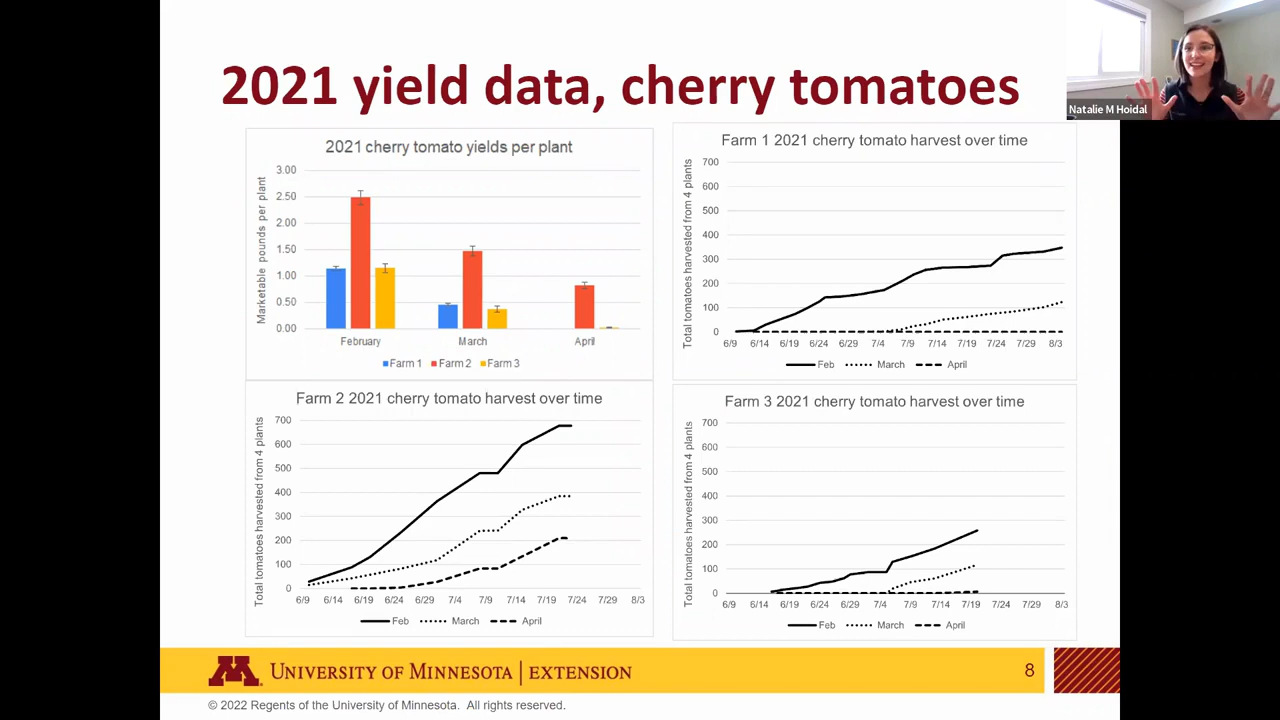 2021 yield data, cherry tomatoes
Natalie M Hoidal
2021 cherry tomato yields per plant
Marketable pounds per plant
3.00
2.50
2.00
1.50
1.00
0.50
0.00
February March April
Farm 1 Farm 2 Farm 3
Farm 1 2021 cherry tomato harvest over time
Total tomatoes harvested from 4 plants
700
600
500
400
300
200
100
0
6/9 6/14 6/19 6/24 6/29 7/4 7/9 7/14 7/19 7/24 7/29 8/3
Feb March April
Farm 2 2021 cherry tomato harvest over time
Total tomatoes harvested from 4 plants
700
600
500
400
300
200
100
0
6/9 6/14 6/19 6/24 6/29 7/4 7/9 7/14 7/19 7/24 7/29 8/3
Feb March April
Farm 3 2021 cherry tomato harvest over time
Total tomatoes harvested from 4 plants
700
600
500
400
300
200
100
0
6/9 6/14 6/19 6/24 6/29 7/4 7/9 7/14 7/19 7/24 7/29 8/3
Feb March April
M University of Minnesota | Extension
8
© 2022 Regents of the University of Minnesota. All rights reserved.